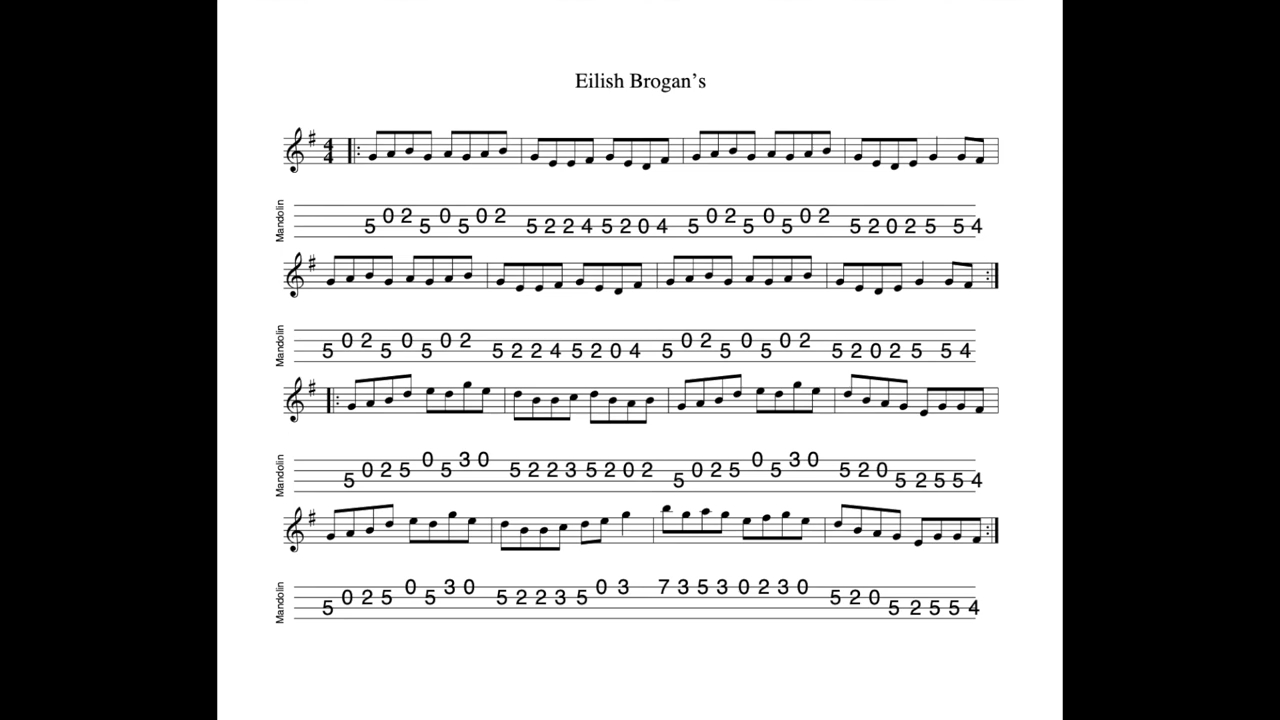 Eilish Brogan's
4
4
Mandolin
5 0 2 5 0 5 0 2 5 2 2 4 5 2 0 4 5 0 2 5 0 5 0 2 5 2 0 2 5 5 4
Mandolin
5 0 2 5 0 5 0 2 5 2 2 4 5 2 0 4 5 0 2 5 0 5 0 2 5 2 0 2 5 5 4
Mandolin
5 0 2 5 0 5 3 0 5 2 2 3 5 2 0 2 5 0 2 5 0 5 3 0 5 2 0 5 2 5 5 4
Mandolin
5 0 2 5 0 5 3 0 5 2 2 3 5 0 3 7 3 5 3 0 2 3 0 5 2 0 5 2 5 5 4